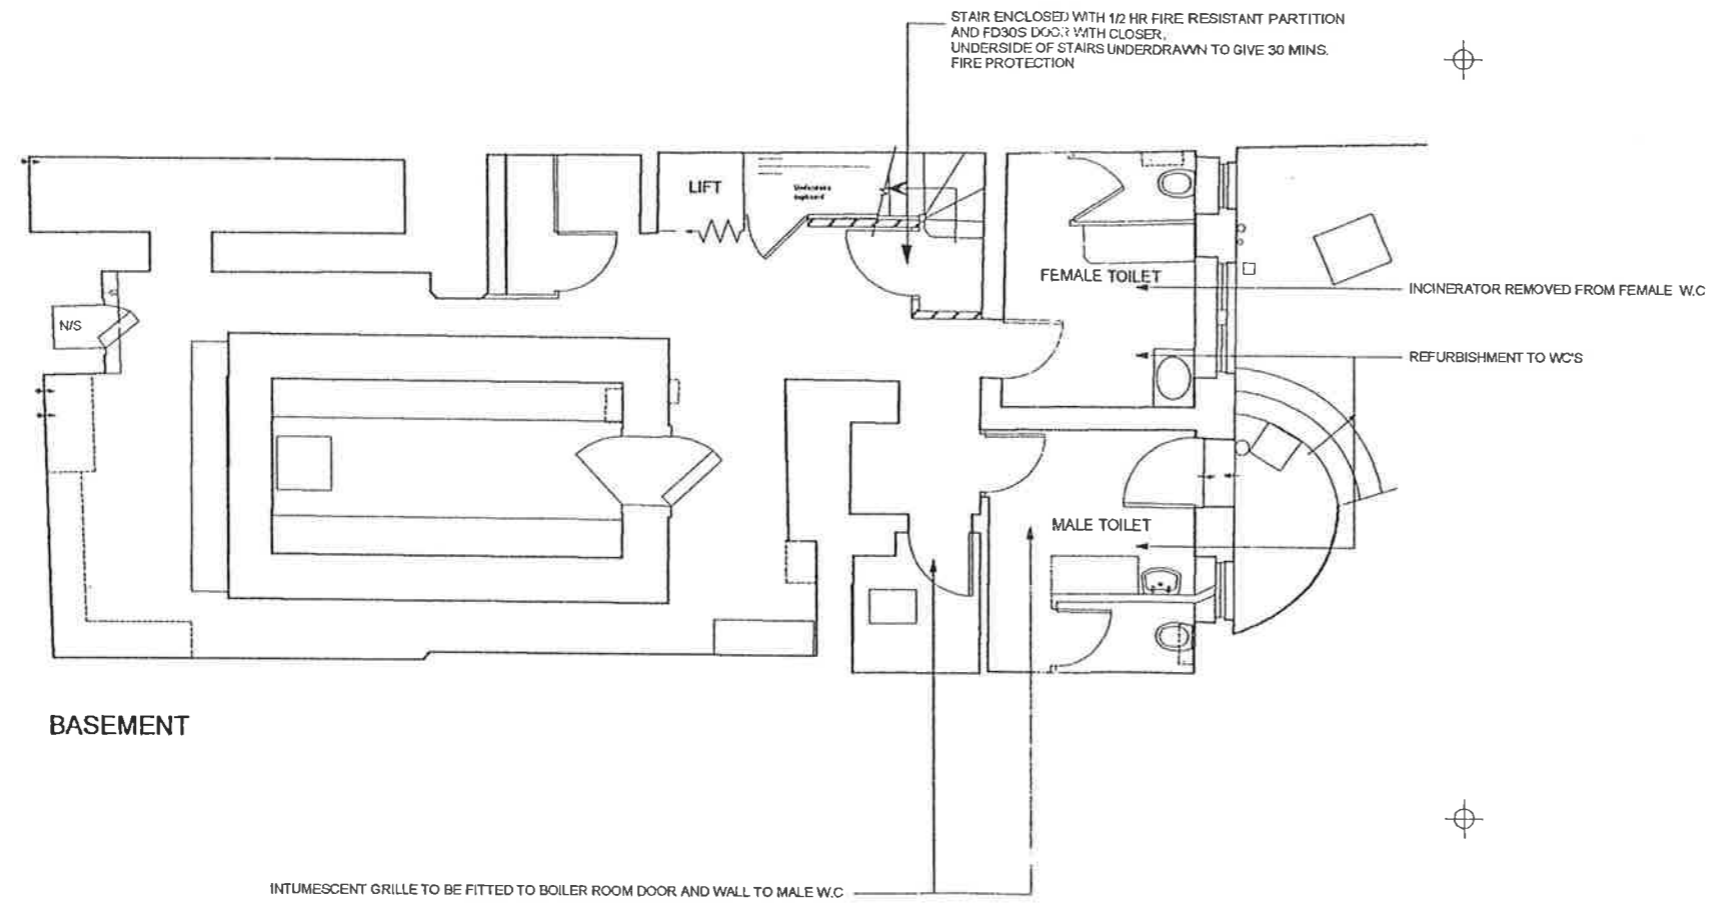 STAIR ENCLOSED WITH 1/2 HR FIRE RESISTANT PARTITION
AND FD30S DOOR WITH CLOSER,
UNDERSIDE OF STAIRS UNDERDRAWN TO GIVE 30 MINS.
FIRE PROTECTION
LIFT
Understairs
cupboard
FEMALE TOILET
INCINERATOR REMOVED FROM FEMALE W.C
N/S
REFURBISHMENT TO WC'S
MALE TOILET
BASEMENT
INTUMESCENT GRILLE TO BE FITTED TO BOILER ROOM DOOR AND WALL TO MALE W.C